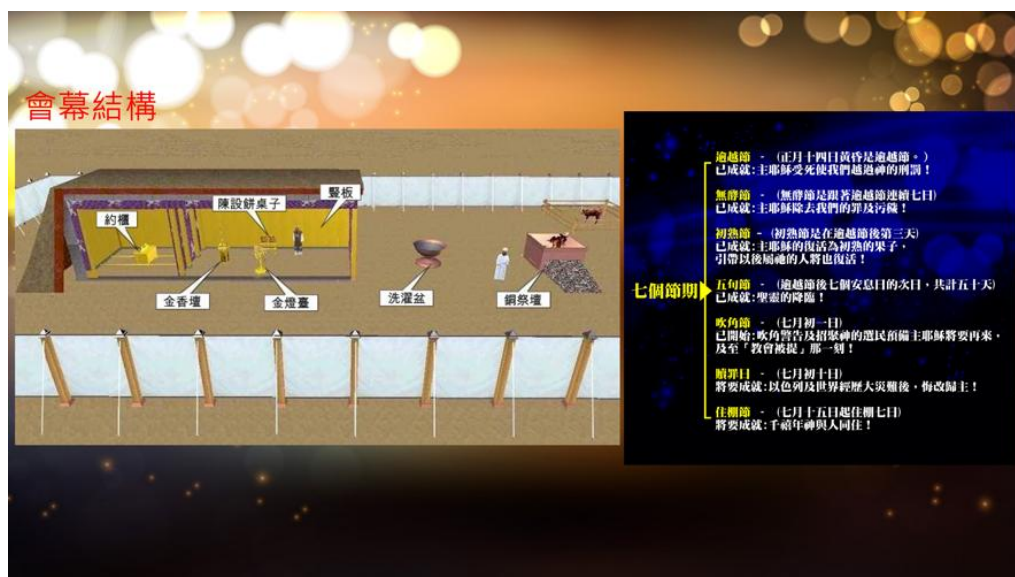 會幕結構
約櫃
陳設餅桌子
豎板
金香壇
金燈臺
洗濯盆
銅祭壇
七個節期
逾越節 - (正月十四日黃昏是逾越節。)
已成就:主耶穌受死使我們越過神的刑罰!
無酵節 - (無酵節是跟著逾越節連續七日)
已成就:主耶穌除去我們的罪及污穢!
初熟節 - (初熟節是在逾越節後第三天)
已成就:主耶穌的復活為初熟的果子,
引帶以後屬祂的人將也復活!
五旬節 - (逾越節後七個安息日的次日,共計五十天)
已成就:聖靈的降臨!
吹角節 - (七月初一日)
已開始:吹角警告及招聚神的選民預備主耶穌將要再來,
及至「教會被提」那一刻!
贖罪日 - (七月初十日)
將要成就:以色列及世界經歷大災難後,悔改歸主!
住棚節 - (七月十五日起住棚七日)
將要成就:千禧年神與人同住!